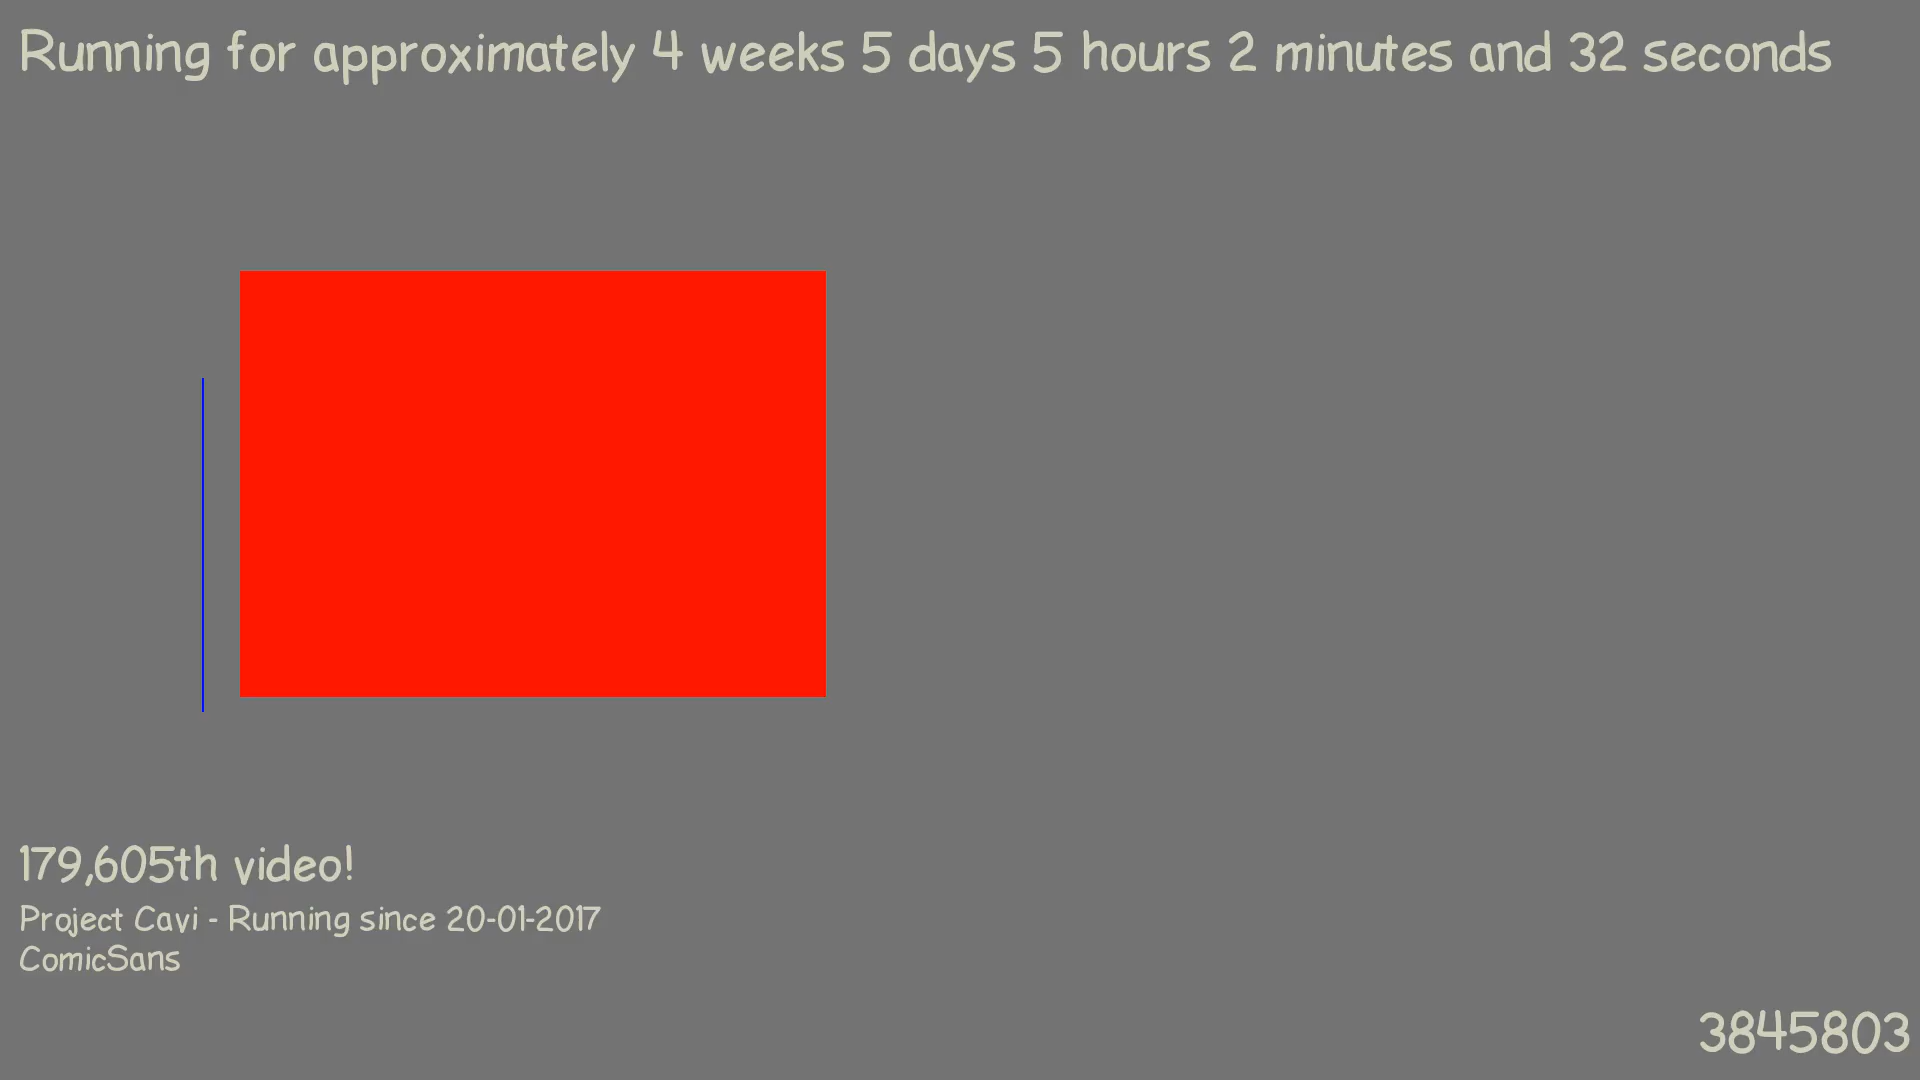 Running for approximately 4 weeks 5 days 5 hours 2 minutes and 32 seconds
179,605th video!
Project Cavi - Running since 20-01-2017
ComicSans
3845803